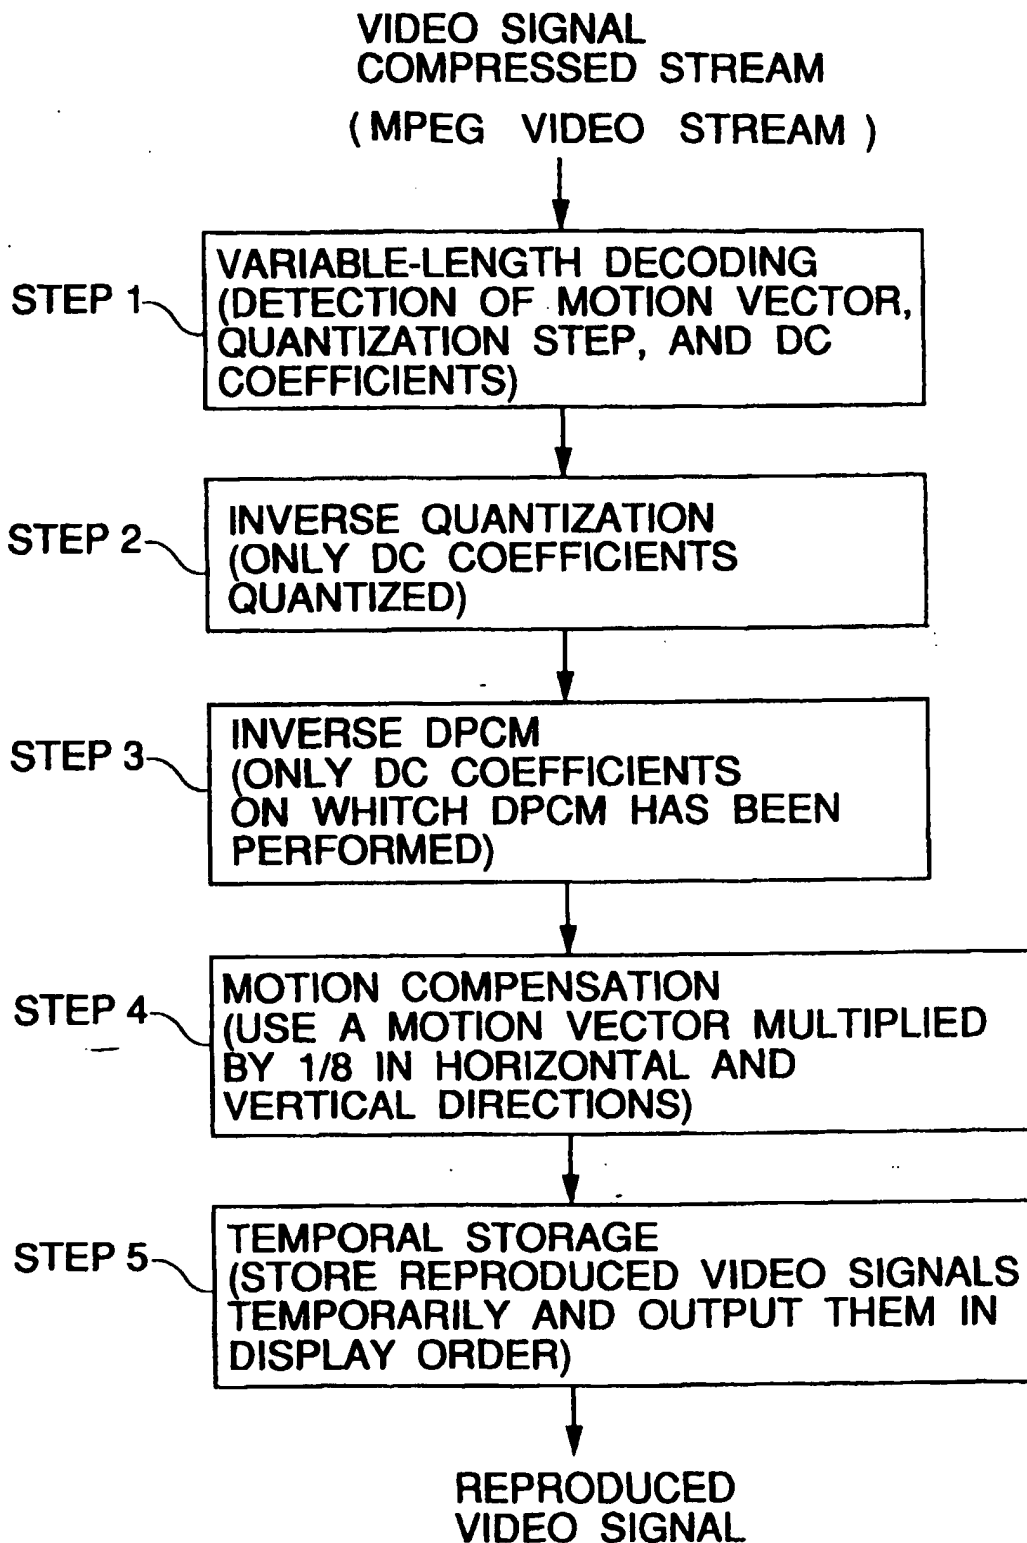 VIDEO SIGNAL
COMPRESSED STREAM
( MPEG VIDEO STREAM )
STEP 1
VARIABLE-LENGTH DECODING
(DETECTION OF MOTION VECTOR,
QUANTIZATION STEP, AND DC
COEFFICIENTS)
STEP 2
INVERSE QUANTIZATION
(ONLY DC COEFFICIENTS
QUANTIZED)
STEP 3
INVERSE DPCM
(ONLY DC COEFFICIENTS
ON WHITCH DPCM HAS BEEN
PERFORMED)
STEP 4
MOTION COMPENSATION
(USE A MOTION VECTOR MULTIPLIED
BY 1/8 IN HORIZONTAL AND
VERTICAL DIRECTIONS)
STEP 5
TEMPORAL STORAGE
(STORE REPRODUCED VIDEO SIGNALS
TEMPORARILY AND OUTPUT THEM IN
DISPLAY ORDER)
REPRODUCED
VIDEO SIGNAL